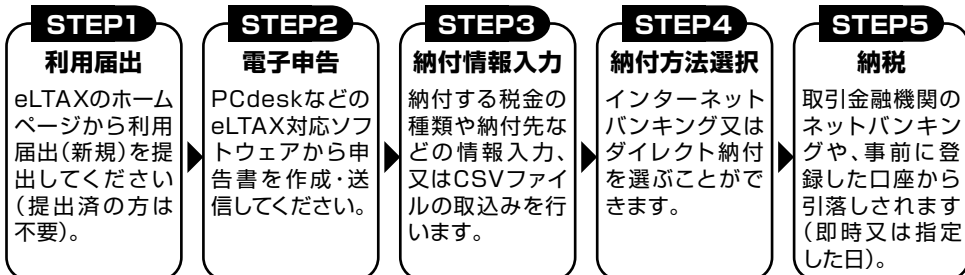 STEP1
利用届出
eLTAXのホーム
ページから利用
届出(新規)を提
出してください
(提出済の方は
不要)。
STEP2
電子申告
PCdeskなどの
eLTAX対応ソフ
トウェアから申
告書を作成・送
信してください。
STEP3
納付情報入力
納付する税金の
種類や納付先な
どの情報入力、
又はCSVファイ
ルの取込みを行
います。
STEP4
納付方法選択
インターネット
バンキング又は
ダイレクト納付
を選ぶことがで
きます。
STEP5
納税
取引金融機関の
ネットバンキン
グや、事前に登
録した口座から
引落しされます
(即時又は指定
した日)。